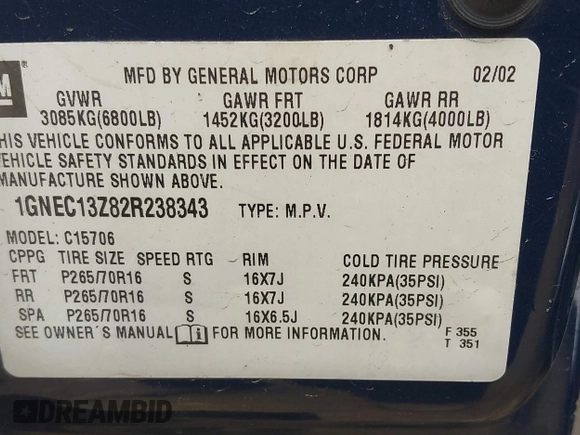 GM
MFD BY GENERAL MOTORS CORP 02/02
GVWR GAWR FRT GAWR RR
3085KG(6800LB) 1452KG(3200LB) 1814KG(4000LB)
THIS VEHICLE CONFORMS TO ALL APPLICABLE U.S. FEDERAL MOTOR
VEHICLE SAFETY STANDARDS IN EFFECT ON THE DATE OF
MANUFACTURE SHOWN ABOVE.
1GNEC13Z82R238343 TYPE: M.P.V.
MODEL: C15706
CPPG TIRE SIZE SPEED RTG RIM COLD TIRE PRESSURE
FRT P265/70R16 S 16X7J 240KPA(35PSI)
RR P265/70R16 S 16X7J 240KPA(35PSI)
SPA P265/70R16 S 16X6.5J 240KPA(35PSI)
SEE OWNER´S MANUAL FOR MORE INFORMATION. F 355
T 351
DREAMBID